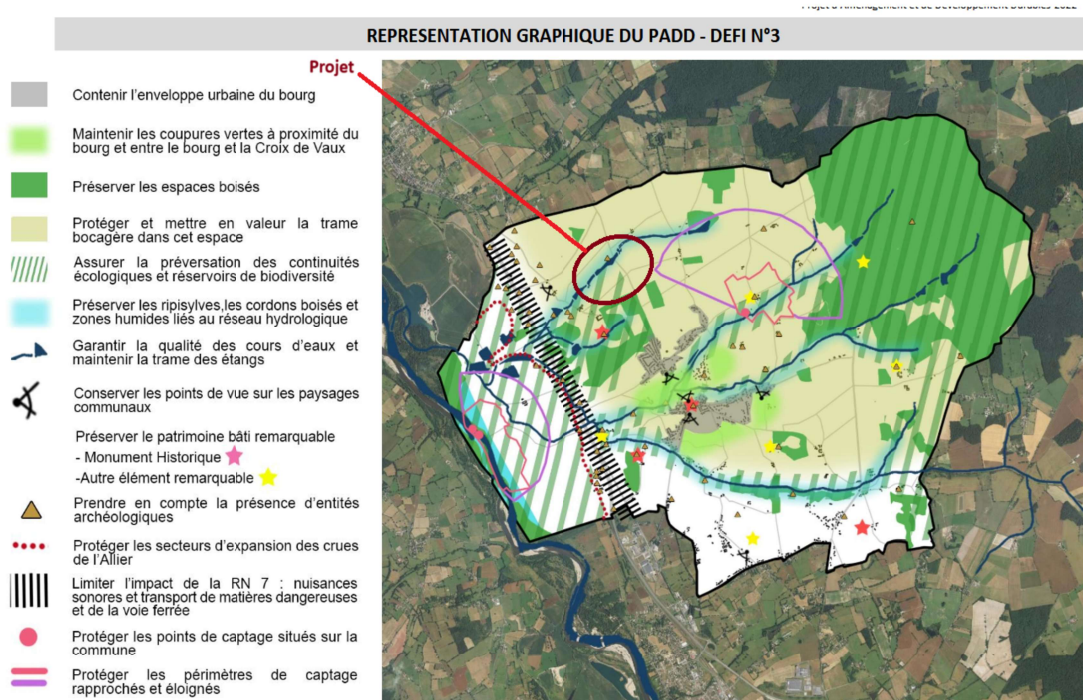 Projet d'Aménagement et de Développement Durables 2022
REPRESENTATION GRAPHIQUE DU PADD - DEFI N°3
Projet
Contenir l'enveloppe urbaine du bourg
Maintenir les coupures vertes à proximité du
bourg et entre le bourg et la Croix de Vaux
Préserver les espaces boisés
Protéger et mettre en valeur la trame
bocagère dans cet espace
Assurer la préversation des continuités
écologiques et réservoirs de biodiversité
Préserver les ripisylves,les cordons boisés et
zones humides liés au réseau hydrologique
Garantir la qualité des cours d'eaux et
maintenir la trame des étangs
Conserver les points de vue sur les paysages
communaux
Préserver le patrimoine bâti remarquable
- Monument Historique
-Autre élément remarquable
Prendre en compte la présence d'entités
archéologiques
Protéger les secteurs d'expansion des crues
de l'Allier
Limiter l'impact de la RN 7 : nuisances
sonores et transport de matières dangereuses
et de la voie ferrée
Protéger les points de captage situés sur la
commune
Protéger les périmètres de captage
rapprochés et éloignés